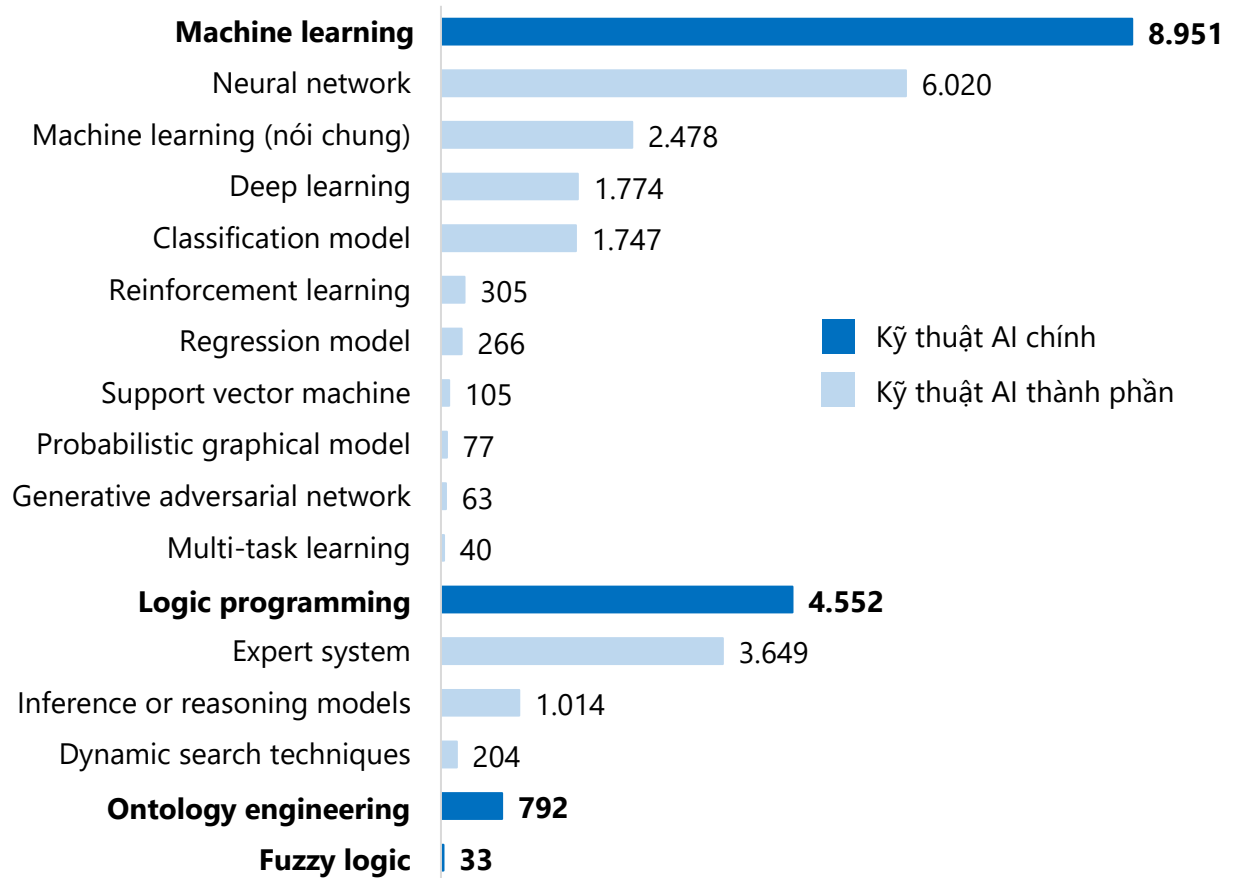 Machine learning 8.951
Neural network 6.020
Machine learning (nói chung) 2.478
Deep learning 1.774
Classification model 1.747
Reinforcement learning 305
Regression model 266
Kỹ thuật AI chính
Support vector machine 105
Kỹ thuật AI thành phần
Probabilistic graphical model 77
Generative adversarial network 63
Multi-task learning 40
Logic programming 4.552
Expert system 3.649
Inference or reasoning models 1.014
Dynamic search techniques 204
Ontology engineering 792
Fuzzy logic 33